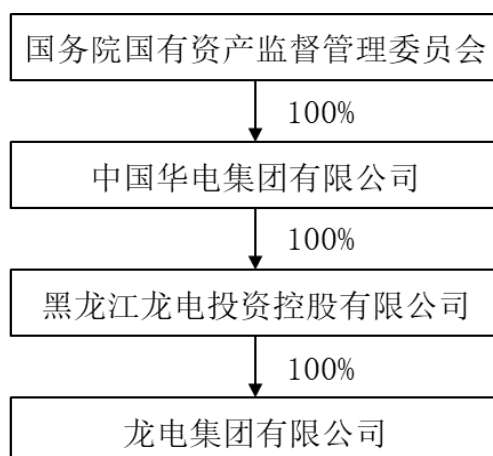 国务院国有资产监督管理委员会
100%
中国华电集团有限公司
100%
黑龙江龙电投资控股有限公司
100%
龙电集团有限公司